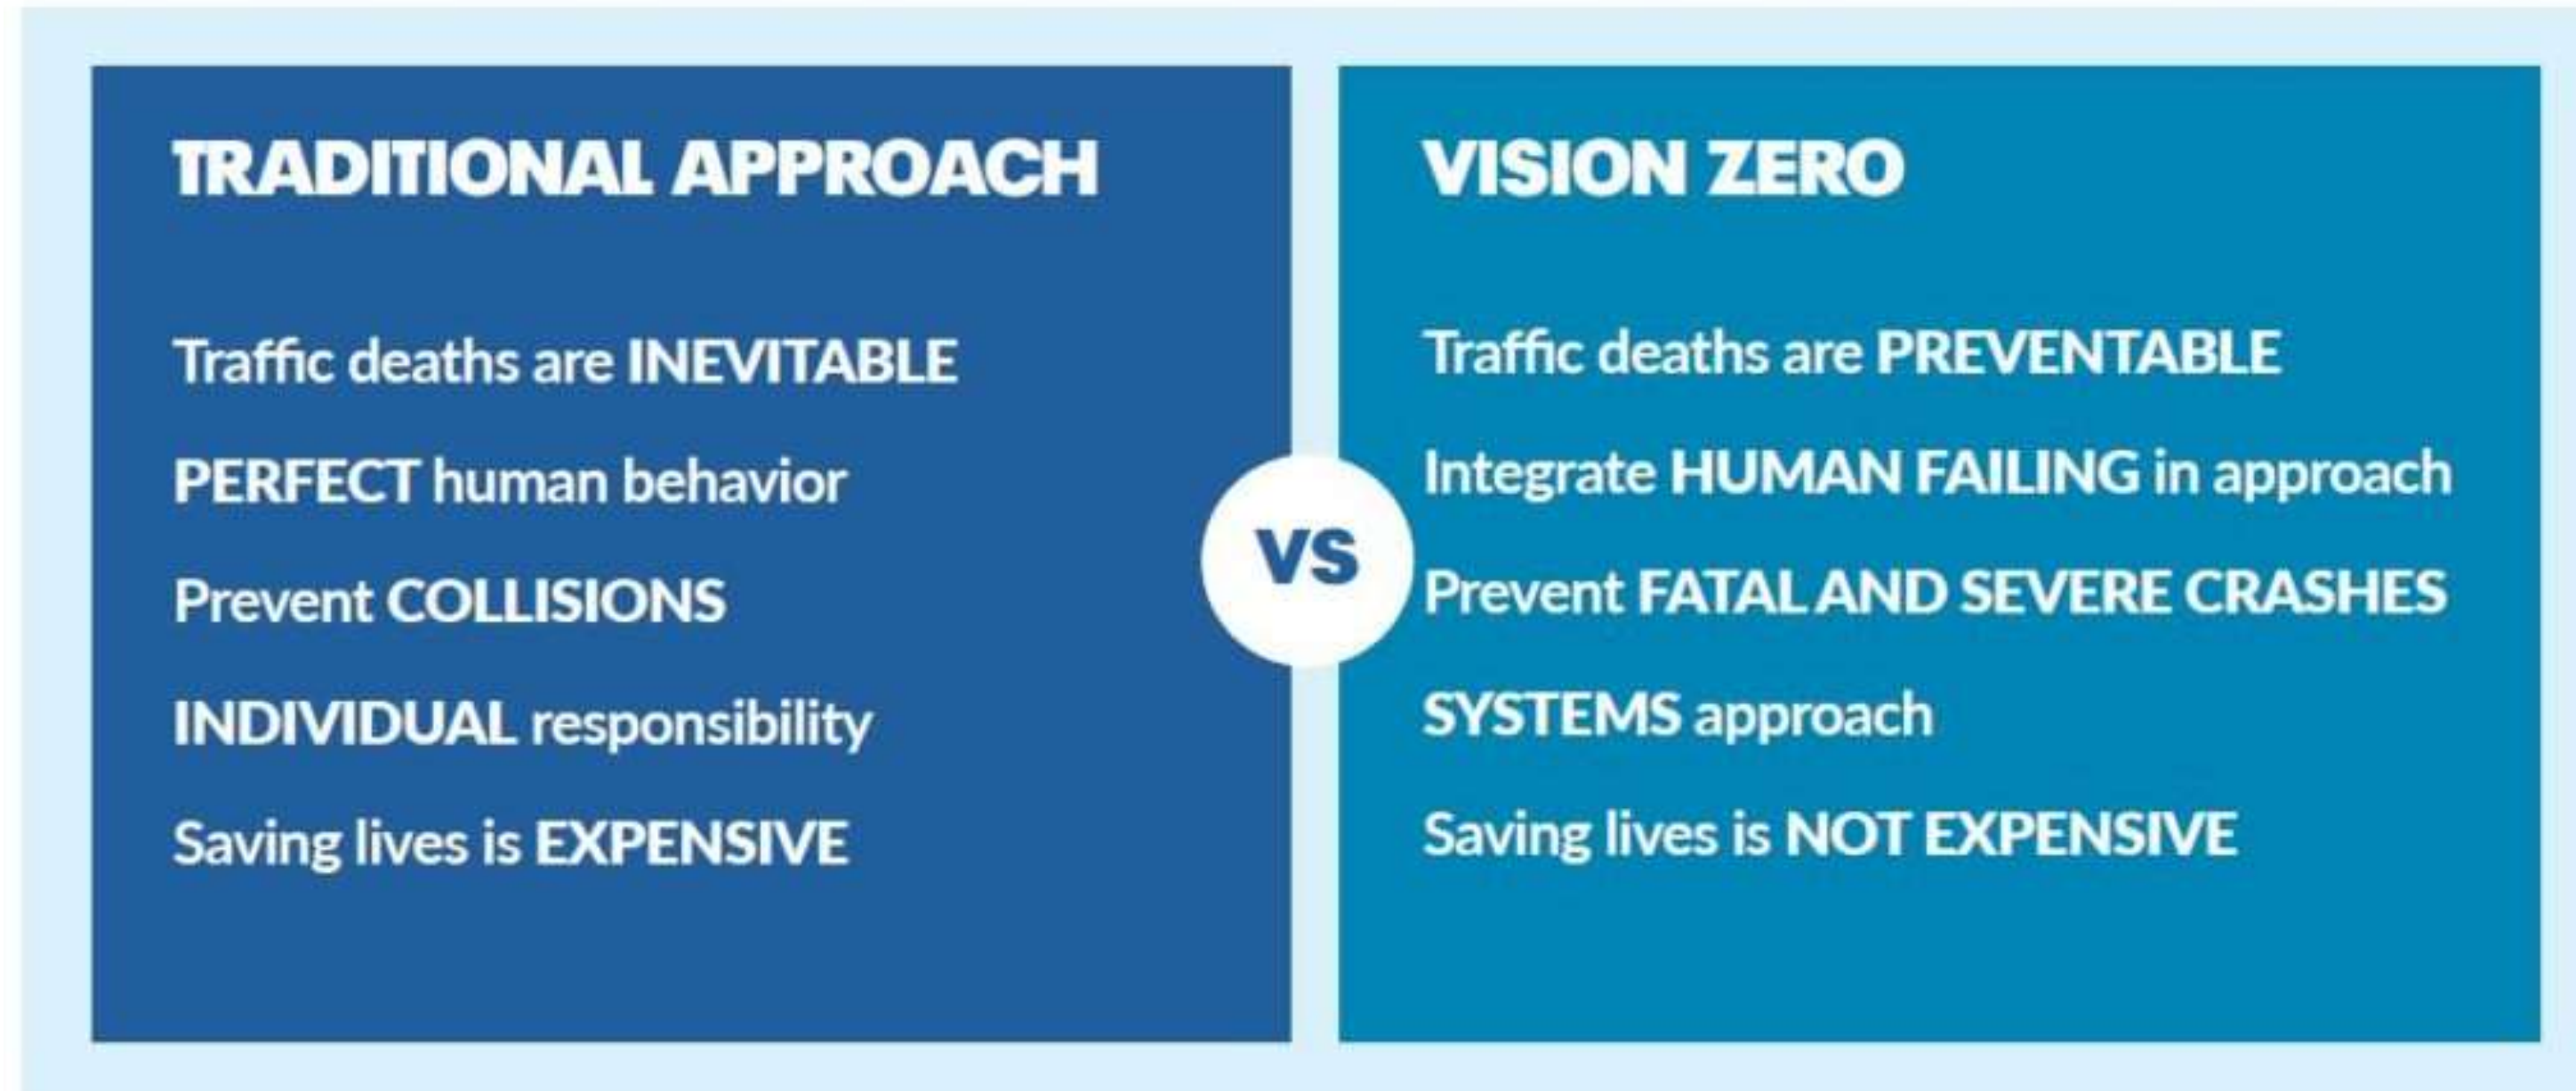 TRADITIONAL APPROACH
Traffic deaths are INEVITABLE
PERFECT human behavior
Prevent COLLISIONS
INDIVIDUAL responsibility
Saving lives is EXPENSIVE
VS
VISION ZERO
Traffic deaths are PREVENTABLE
Integrate HUMAN FAILING in approach
Prevent FATAL AND SEVERE CRASHES
SYSTEMS approach
Saving lives is NOT EXPENSIVE